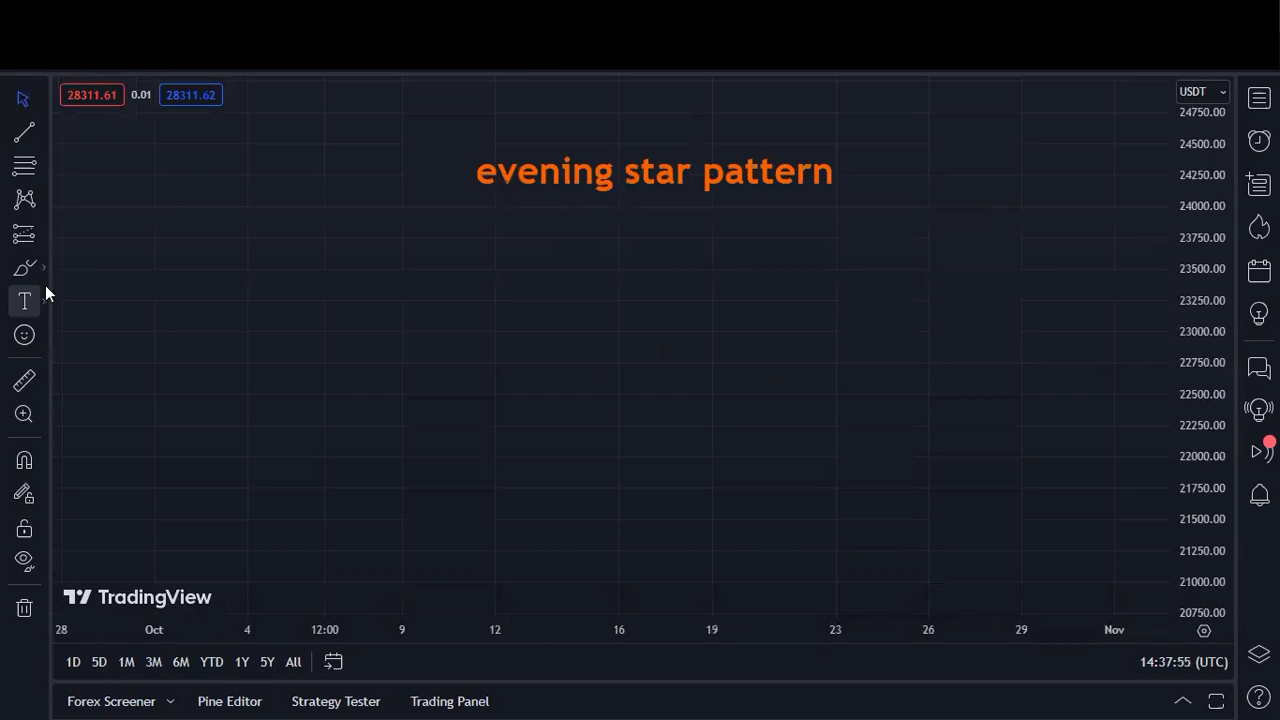 28311.61 0.01 28311.62
USDT
evening star pattern
24750.00
24500.00
24250.00
24000.00
23750.00
23500.00
23250.00
23000.00
22750.00
22500.00
22250.00
22000.00
21750.00
21500.00
21250.00
21000.00
20750.00
TradingView
28 Oct 4 12:00 9 12 16 19 23 26 29 Nov
1D 5D 1M 3M 6M YTD 1Y 5Y All 14:37:55 (UTC)
Forex Screener Pine Editor Strategy Tester Trading Panel